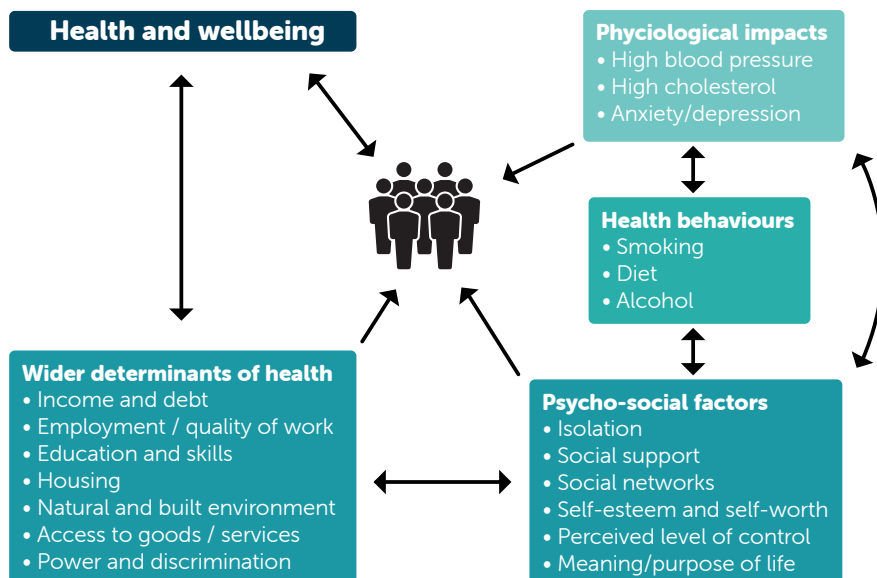 Health and wellbeing
Phyciological impacts
• High blood pressure
• High cholesterol
• Anxiety/depression
Health behaviours
• Smoking
• Diet
• Alcohol
Wider determinants of health
• Income and debt
• Employment / quality of work
• Education and skills
• Housing
• Natural and built environment
• Access to goods / services
• Power and discrimination
Psycho-social factors
• Isolation
• Social support
• Social networks
• Self-esteem and self-worth
• Perceived level of control
• Meaning/purpose of life